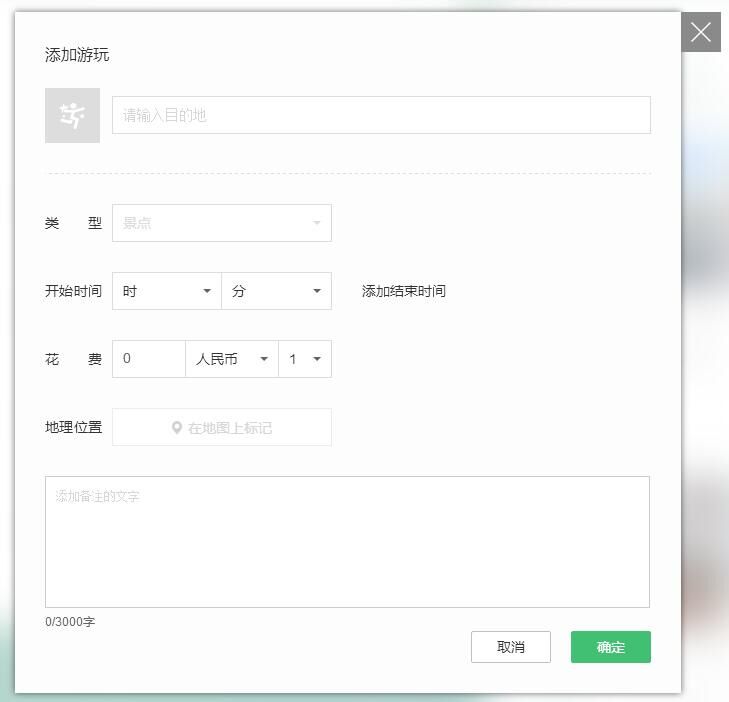 添加游玩
请输入目的地
类 型 景点
开始时间 时 分 添加结束时间
花 费 0 人民币 1
地理位置 在地图上标记
添加备注的文字
0/3000字
取消 确定